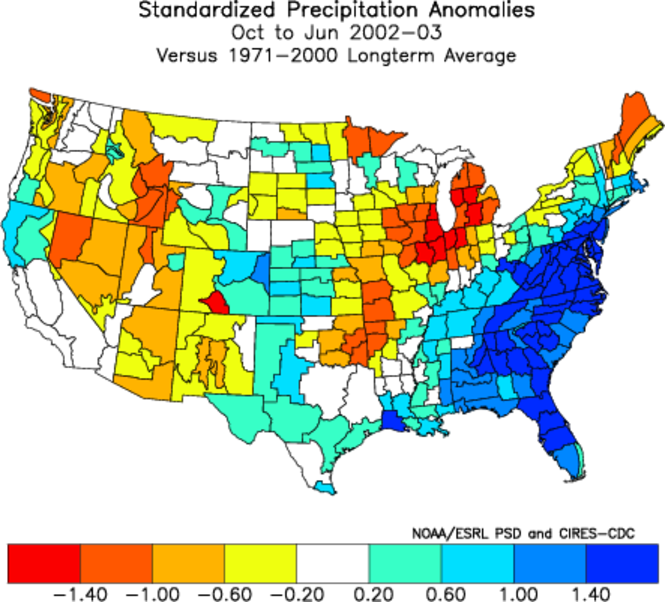 Standardized Precipitation Anomalies
Oct to Jun 2002-03
Versus 1971-2000 Longterm Average
NOAA/ESRL PSD and CIRES-CDC
-1.40 -1.00 -0.60 -0.20 0.20 0.60 1.00 1.40